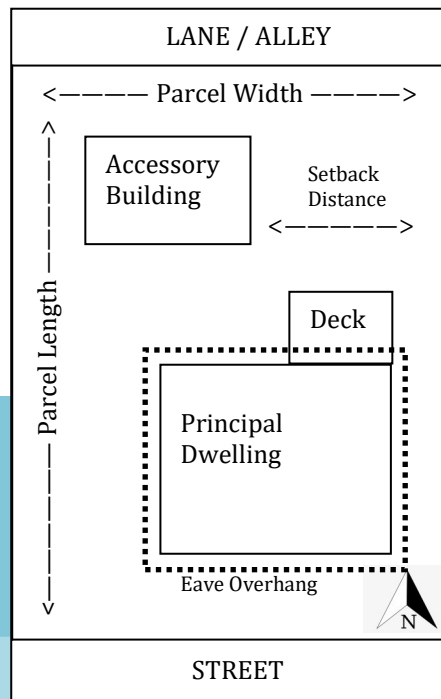 LANE / ALLEY
Parcel Width
Accessory
Building
Setback
Distance
Parcel Length
Deck
Principal
Dwelling
Eave Overhang
N
STREET